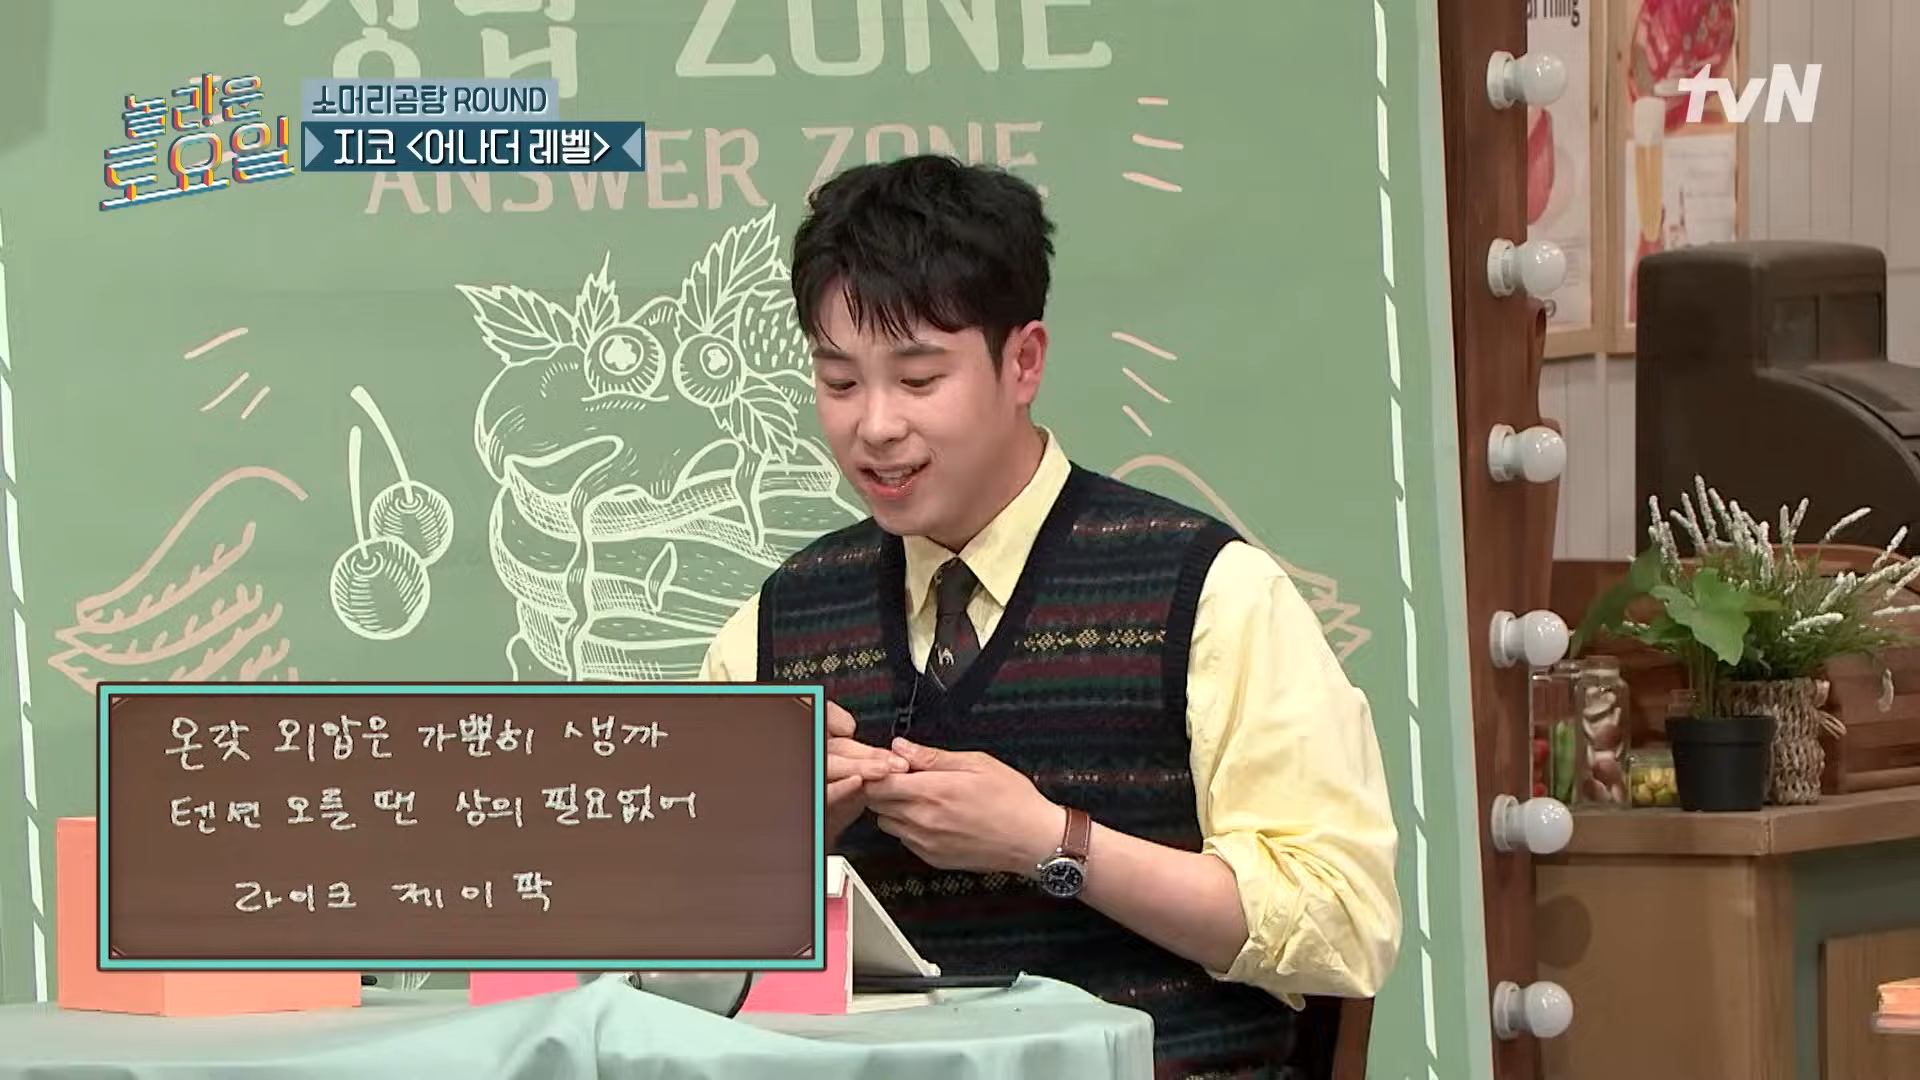 ZONE
놀라운
토요일
소머리곰탕 ROUND
지코 <어나더 레벨>
ANSWER ZONE
tvN
온갖 외압은 가뿐히 생까
텐션 오를 땐 상의 필요없어
라이크 제이팍